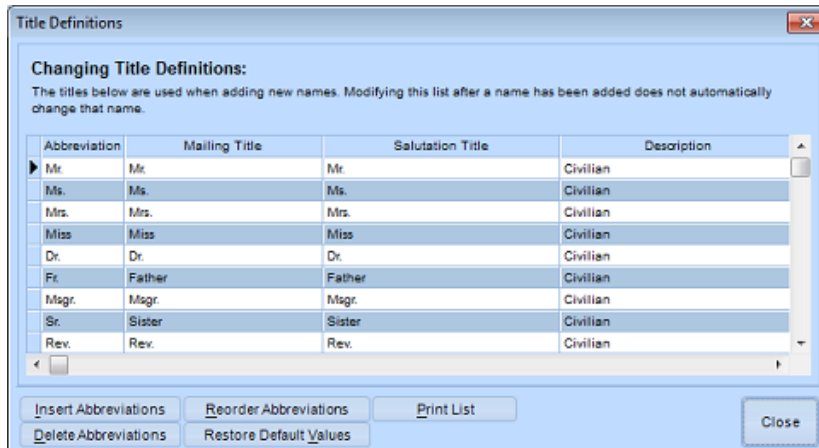 Title Definitions
Changing Title Definitions:
The titles below are used when adding new names. Modifying this list after a name has been added does not automatically
change that name.
Abbreviation Mailing Title Salutation Title Description
Mr. Mr. Mr. Civilian
Ms. Ms. Ms. Civilian
Mrs. Mrs. Mrs. Civilian
Miss Miss Miss Civilian
Dr. Dr. Dr. Civilian
Fr. Father Father Civilian
Msgr. Msgr. Msgr. Civilian
Sr. Sister Sister Civilian
Rev. Rev. Rev. Civilian
Insert Abbreviations Reorder Abbreviations Print List
Close
Delete Abbreviations Restore Default Values